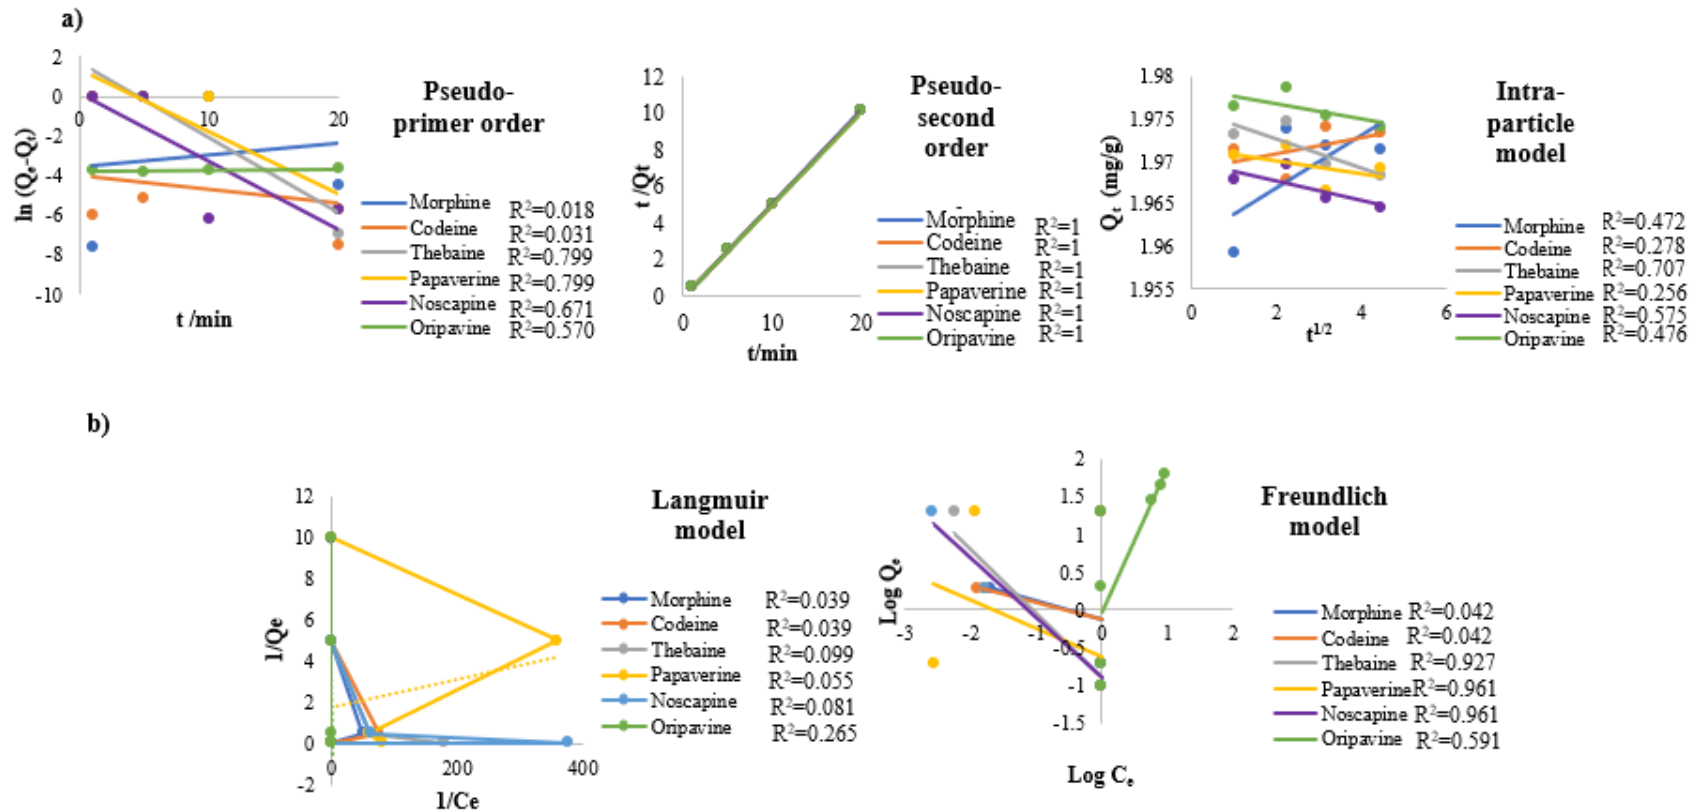 a)
2
0
-2
-4
-6
-8
-10
0
10
20
ln (Qe-Qt)
t /min
Pseudo-
primer order
Morphine R²=0.018
Codeine R²=0.031
Thebaine R²=0.799
Papaverine R²=0.799
Noscapine R²=0.671
Oripavine R²=0.570
12
10
8
6
4
2
0
0
10
20
t /Qt
t/min
Pseudo-
second
order
Morphine R²=1
Codeine R²=1
Thebaine R²=1
Papaverine R²=1
Noscapine R²=1
Oripavine R²=1
1.98
1.975
1.97
1.965
1.96
1.955
0
2
4
6
Qt (mg/g)
t1/2
Intra-
particle
model
Morphine R²=0.472
Codeine R²=0.278
Thebaine R²=0.707
Papaverine R²=0.256
Noscapine R²=0.575
Oripavine R²=0.476
b)
12
10
8
6
4
2
0
-2
0
200
400
1/Qe
1/Ce
Langmuir
model
Morphine R²=0.039
Codeine R²=0.039
Thebaine R²=0.099
Papaverine R²=0.055
Noscapine R²=0.081
Oripavine R²=0.265
2
1.5
1
0.5
0
-0.5
-1
-1.5
-3
-2
-1
0
1
2
Log Qe
Log Ce
Freundlich
model
Morphine R²=0.042
Codeine R²=0.042
Thebaine R²=0.927
Papaverine R²=0.961
Noscapine R²=0.961
Oripavine R²=0.591